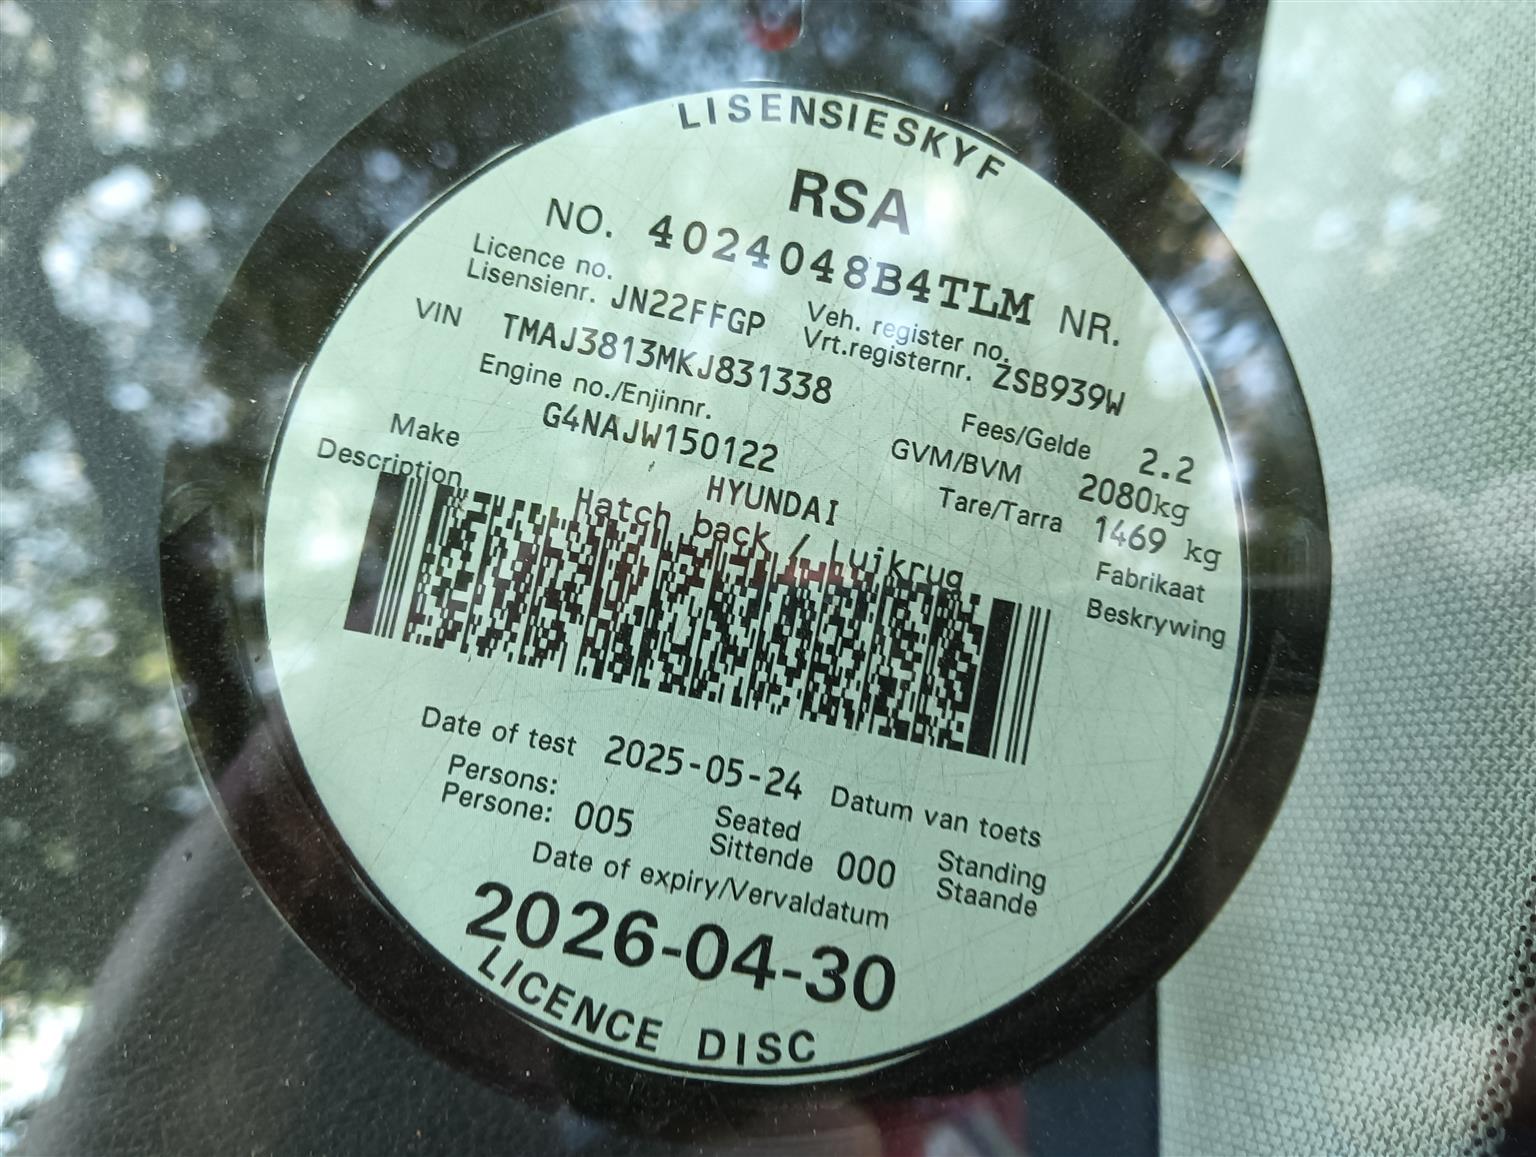 LISENSIESKYF
RSA
NO. 4024048B4TLM NR.
Licence no.
Lisensienr. JN22FFGP
Veh. register no.
Vrt.registernr. ZSB939W
VIN TMAJ3813MKJ831338
Engine no./Enjinnr.
G4NAJW150122
Fees/Gelde 2.2
GVM/BVM 2080kg
Tare/Tarra 1469 kg
Make HYUNDAI Fabrikaat
Description Hatch back / Luikrug Beskrywing
Date of test 2025-05-24 Datum van toets
Persons:
Persone: 005
Seated
Sittende 000
Standing
Staande
Date of expiry/Vervaldatum
2026-04-30
LICENCE DISC